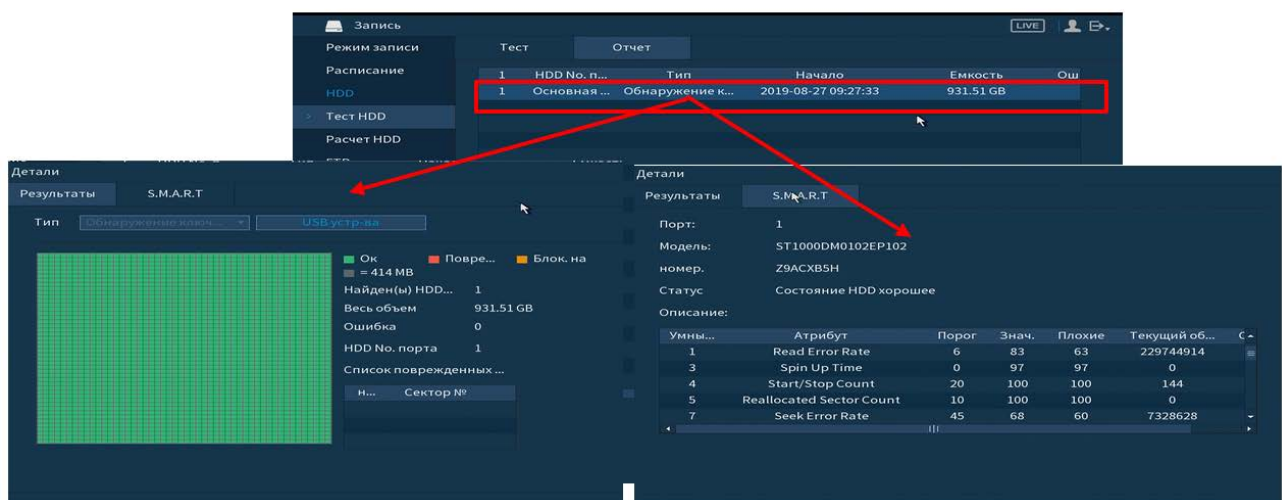 Запись
LIVE
Режим записи
Тест
Отчет
Расписание
1 HDD No. п... Тип Начало Емкость Ош
HDD
1 Основная ... Обнаружение к... 2019-08-27 09:27:33 931.51 GB
Тест HDD
Расчет HDD
Детали
Результаты S.M.A.R.T
Тип Обнаружение ключ... USB устр-ва
Ок Повре... Блок. на
= 414 MB
Найден(ы) HDD... 1
Весь объем 931.51 GB
Ошибка 0
HDD No. порта 1
Список поврежденных ...
н... Сектор №
Детали
Результаты S.M.A.R.T
Порт: 1
Модель: ST1000DM0102EP102
номер. Z9ACXB5H
Статус Состояние HDD хорошее
Описание:
Умны... Атрибут Порог Знач. Плохие Текущий об...
1 Read Error Rate 6 83 63 229744914
3 Spin Up Time 0 97 97 0
4 Start/Stop Count 20 100 100 144
5 Reallocated Sector Count 10 100 100 0
7 Seek Error Rate 45 68 60 7328628